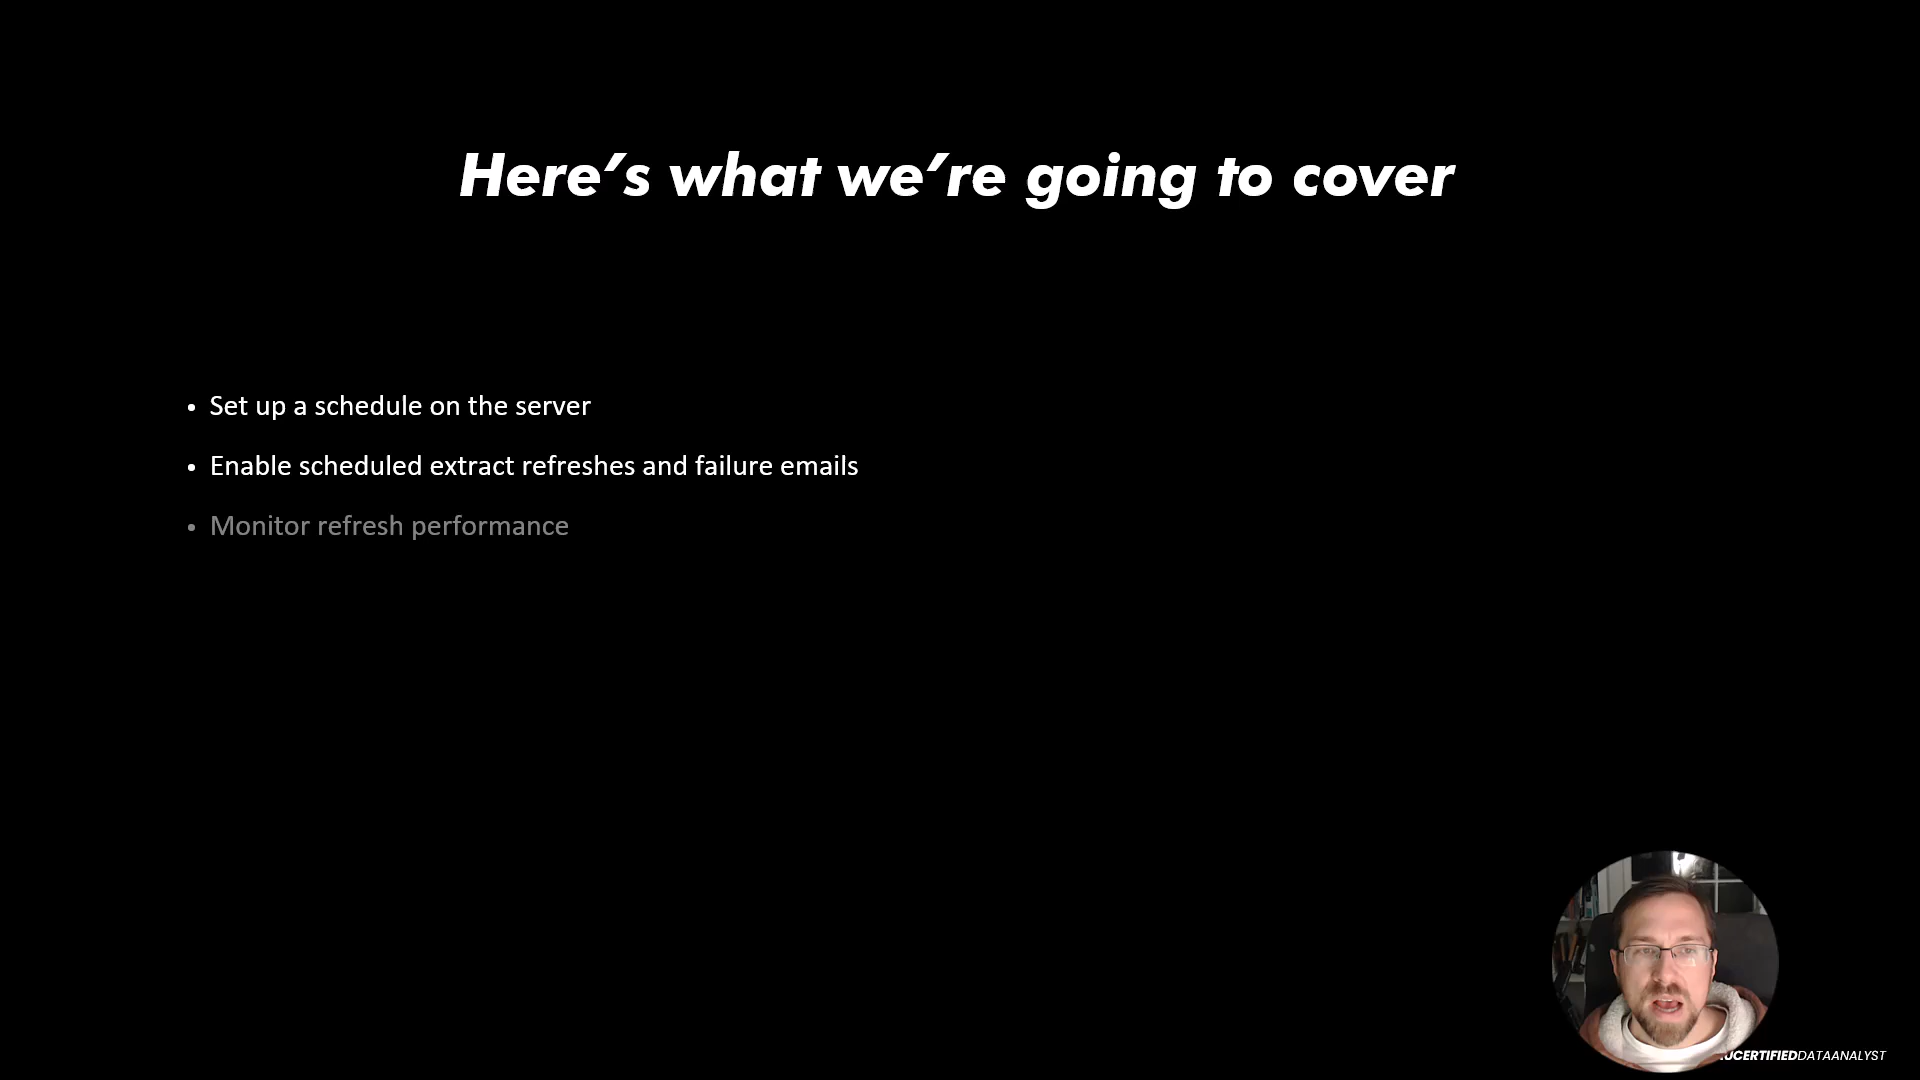 Here’s what we’re going to cover
• Set up a schedule on the server
• Enable scheduled extract refreshes and failure emails
• Monitor refresh performance
UCERTIFIEDDATAANALYST